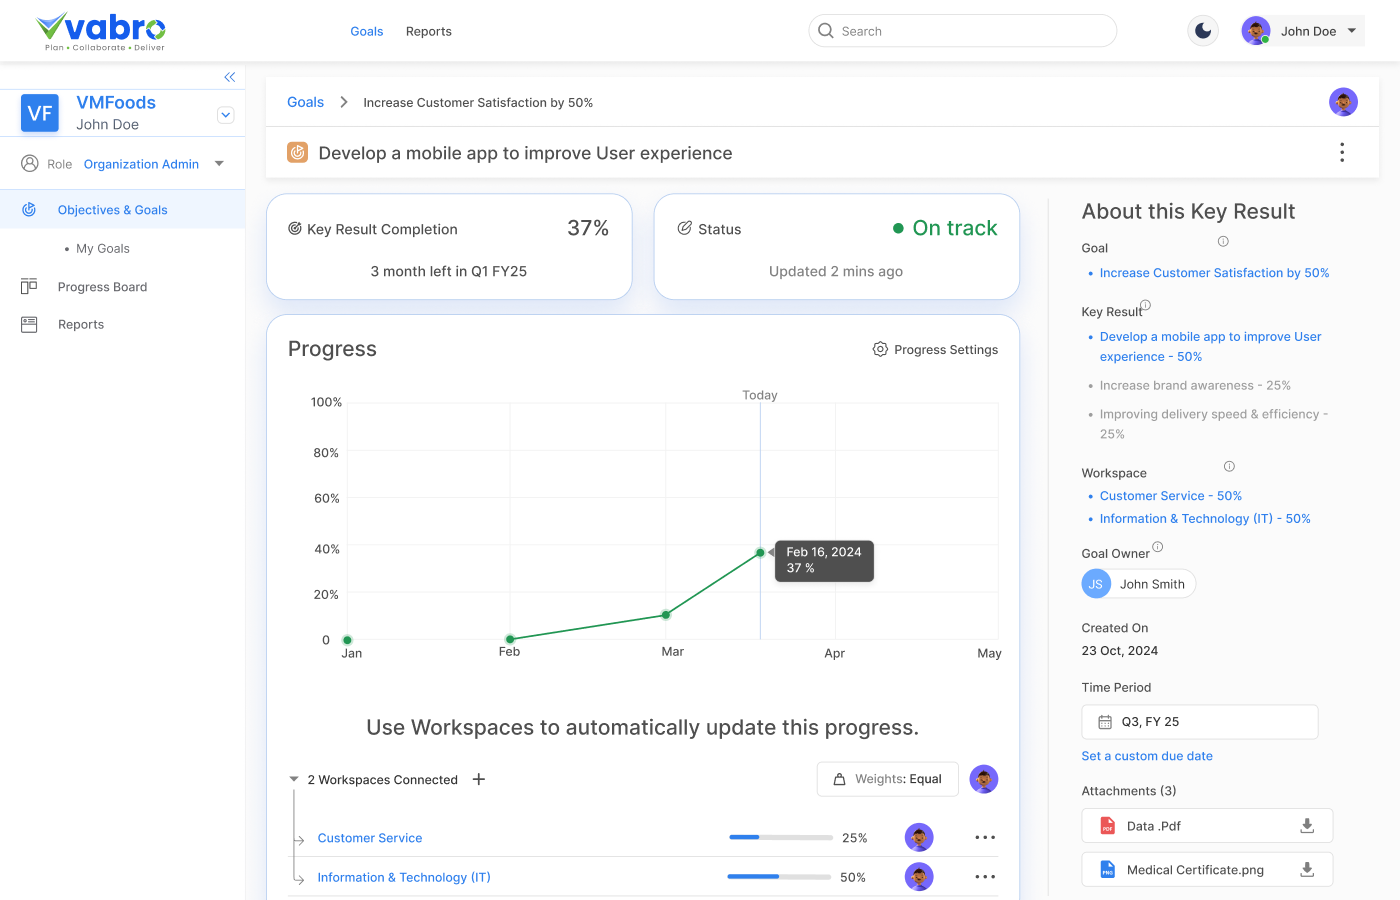 vabro
Plan • Collaborate • Deliver
Goals
Reports
Search
John Doe
VF
VMFoods
John Doe
Role
Organization Admin
Objectives & Goals
• My Goals
Progress Board
Reports
Goals
Increase Customer Satisfaction by 50%
Develop a mobile app to improve User experience
Key Result Completion
37%
3 month left in Q1 FY25
Status
On track
Updated 2 mins ago
Progress
Progress Settings
Today
100%
80%
60%
40%
20%
0
Feb 16, 2024
37 %
Jan
Feb
Mar
Apr
May
Use Workspaces to automatically update this progress.
2 Workspaces Connected
Weights: Equal
Customer Service
25%
Information & Technology (IT)
50%
About this Key Result
Goal
• Increase Customer Satisfaction by 50%
Key Result
• Develop a mobile app to improve User
experience - 50%
• Increase brand awareness - 25%
• Improving delivery speed & efficiency -
25%
Workspace
• Customer Service - 50%
• Information & Technology (IT) - 50%
Goal Owner
JS
John Smith
Created On
23 Oct, 2024
Time Period
Q3, FY 25
Set a custom due date
Attachments (3)
PDF
Data .Pdf
PNG
Medical Certificate.png